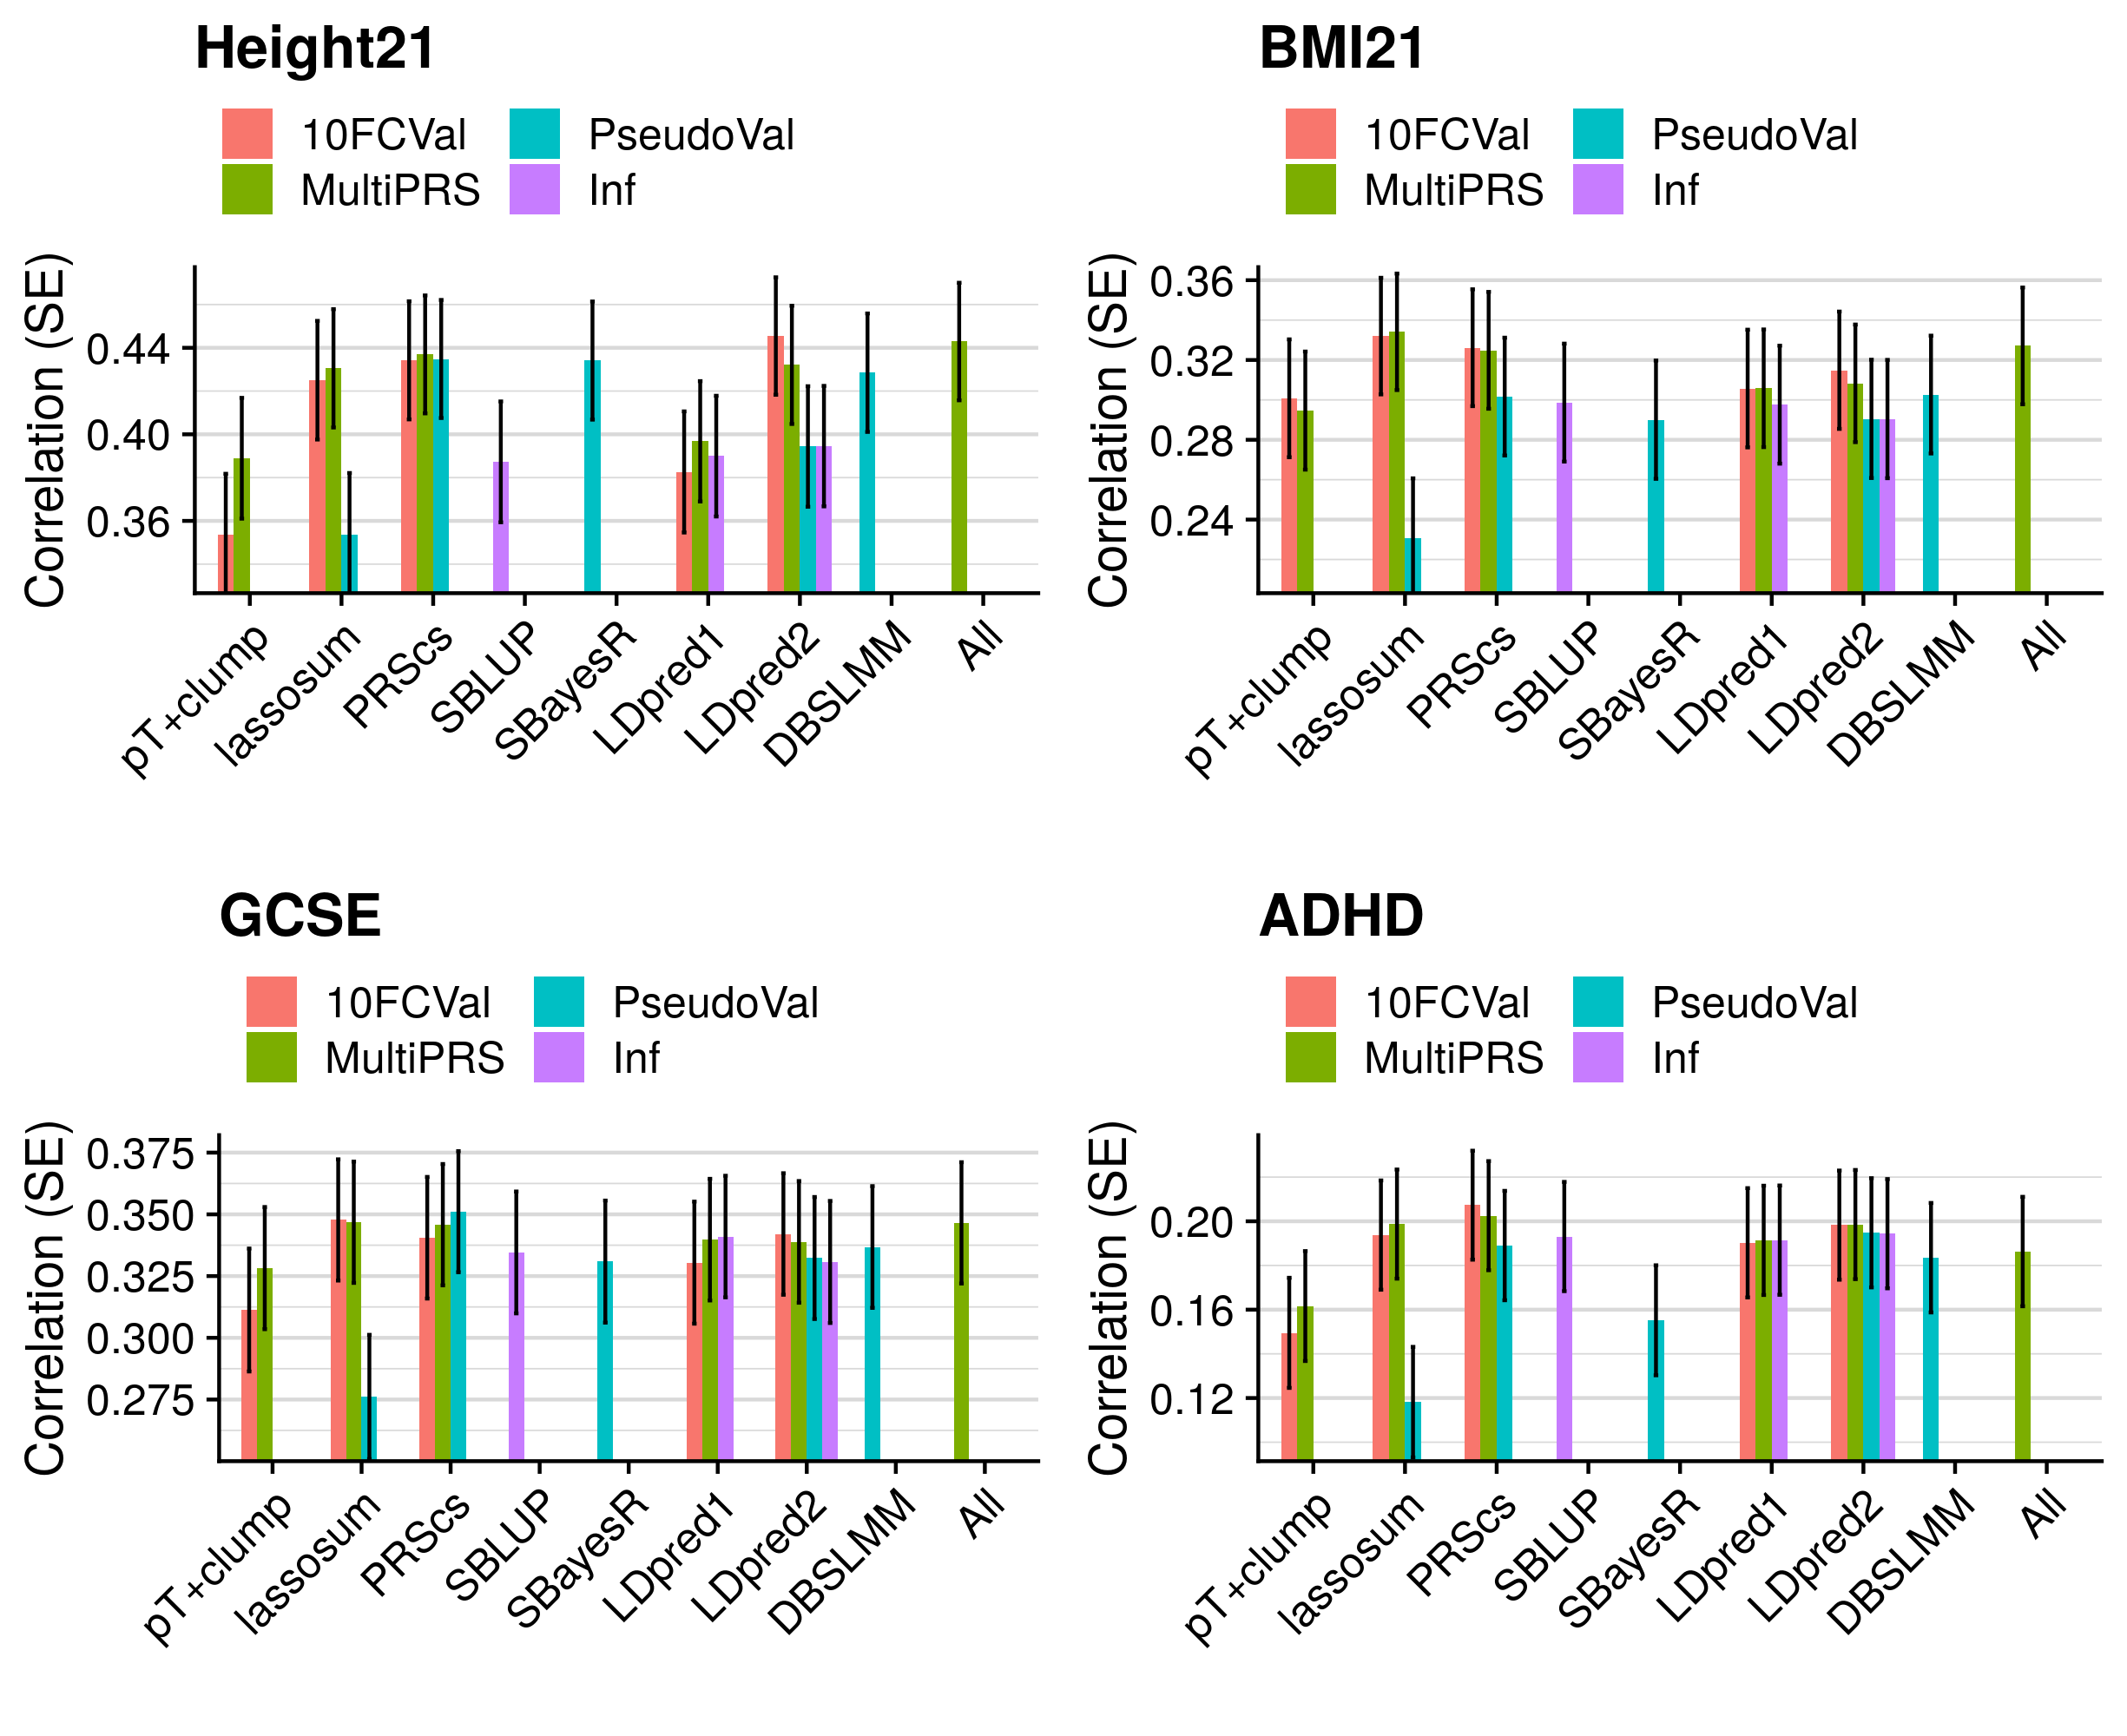 Height21
10FCVal PseudoVal
MultiPRS Inf
Correlation (SE)
0.44
0.40
0.36
pT+clump lassosum PRScs SBLUP SBayesR LDpred1 LDpred2 DBSLMM All
BMI21
10FCVal PseudoVal
MultiPRS Inf
Correlation (SE)
0.36
0.32
0.28
0.24
pT+clump lassosum PRScs SBLUP SBayesR LDpred1 LDpred2 DBSLMM All
GCSE
10FCVal PseudoVal
MultiPRS Inf
Correlation (SE)
0.375
0.350
0.325
0.300
0.275
pT+clump lassosum PRScs SBLUP SBayesR LDpred1 LDpred2 DBSLMM All
ADHD
10FCVal PseudoVal
MultiPRS Inf
Correlation (SE)
0.20
0.16
0.12
pT+clump lassosum PRScs SBLUP SBayesR LDpred1 LDpred2 DBSLMM All